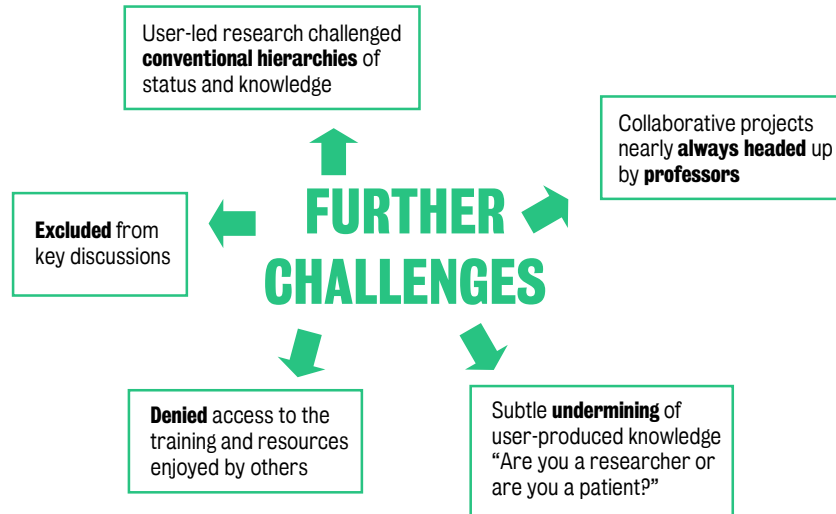 User-led research challenged
conventional hierarchies of
status and knowledge
Collaborative projects
nearly always headed up
by professors
Excluded from
key discussions
FURTHER
CHALLENGES
Denied access to the
training and resources
enjoyed by others
Subtle undermining of
user-produced knowledge
“Are you a researcher or
are you a patient?”